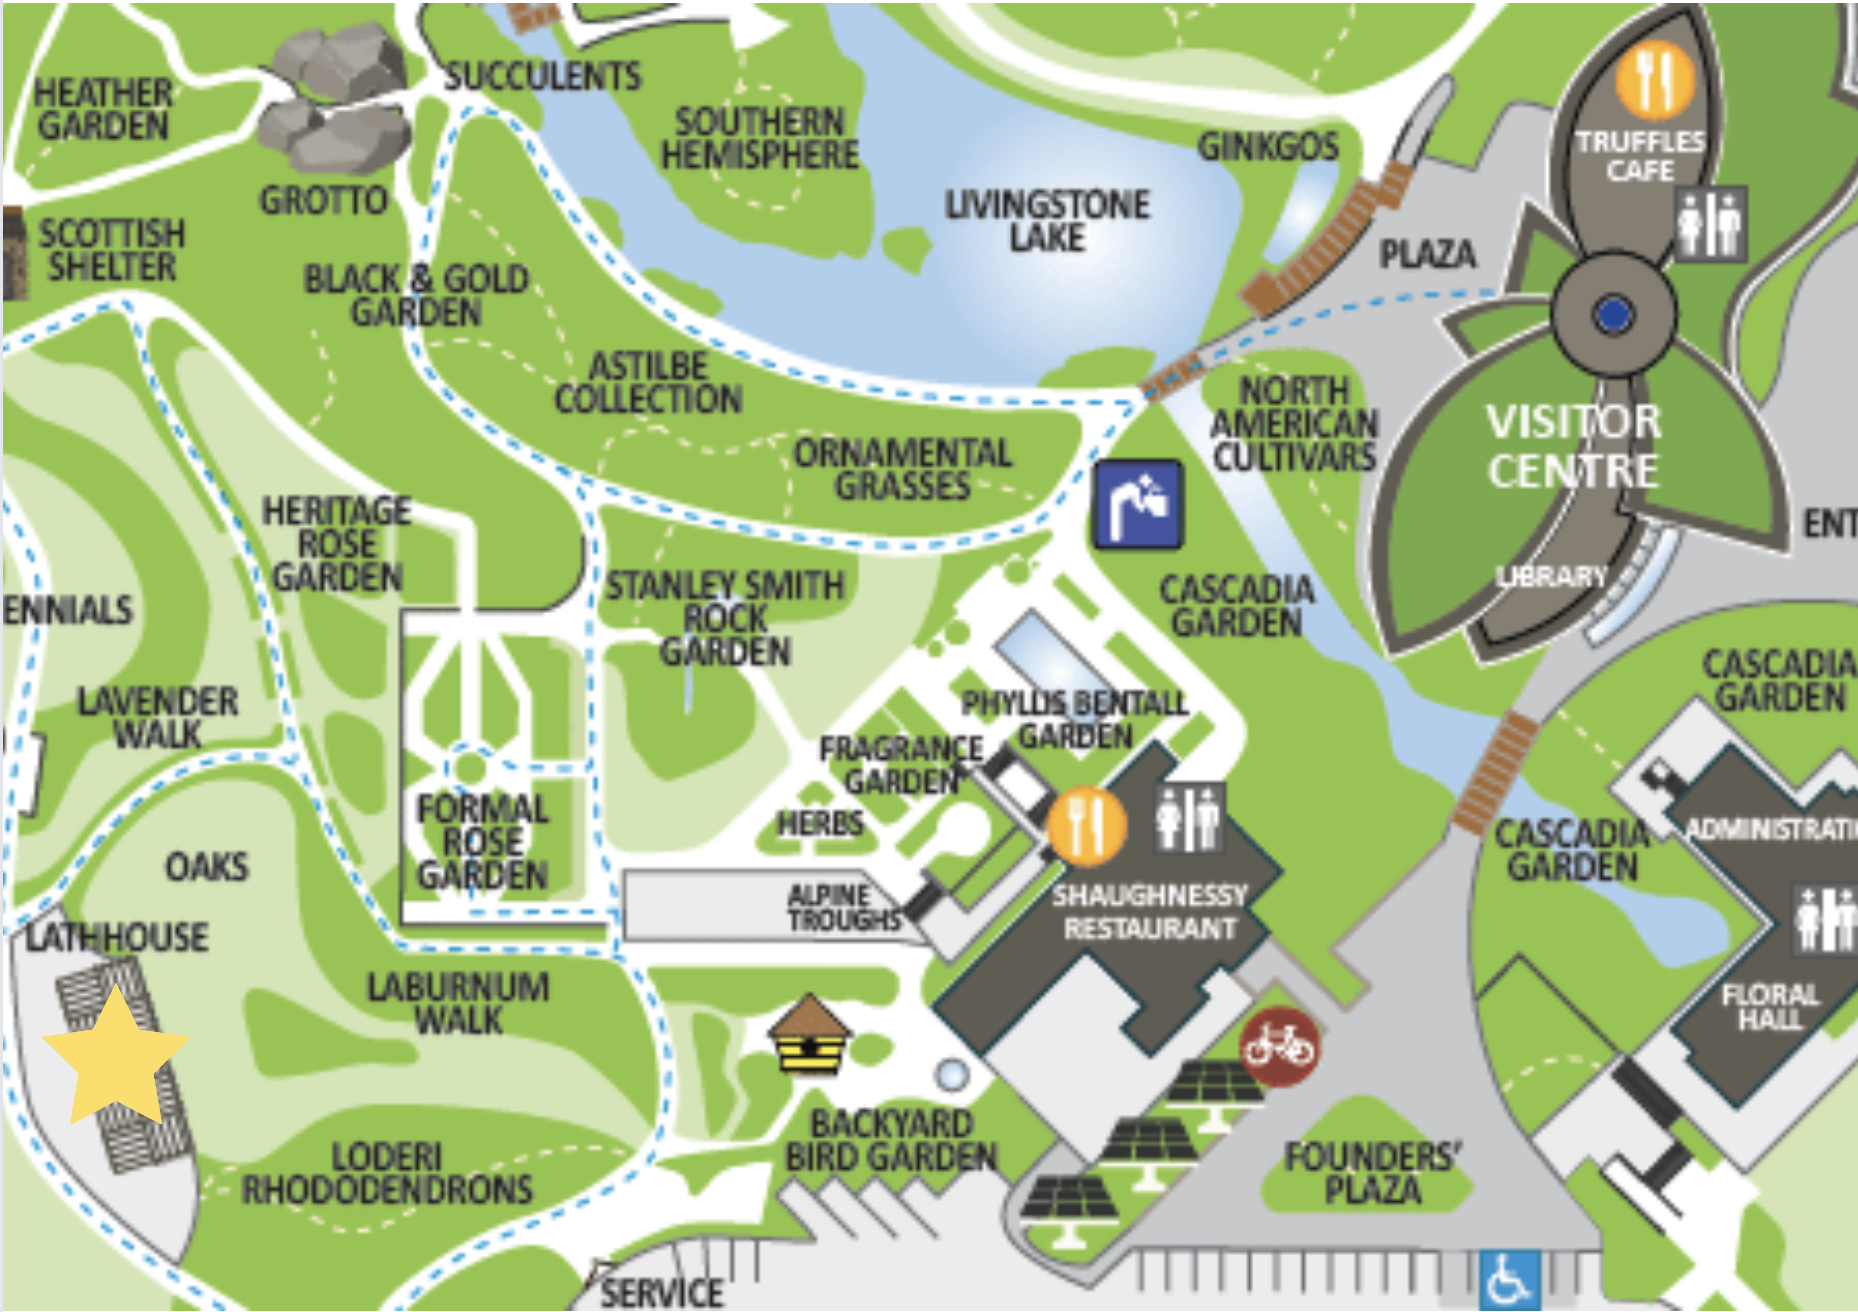 SUCCULENTS
HEATHER
GARDEN
SOUTHERN
HEMISPHERE
GINKGOS
TRUFFLES
CAFE
GROTTO
LIVINGSTONE
LAKE
SCOTTISH
SHELTER
PLAZA
BLACK & GOLD
GARDEN
ASTILBE
COLLECTION
NORTH
AMERICAN
CULTIVARS
VISITOR
CENTRE
ORNAMENTAL
GRASSES
HERITAGE
ROSE
GARDEN
ENT
LIBRARY
STANLEY SMITH
ROCK
GARDEN
CASCADIA
GARDEN
ENNIALS
CASCADIA
GARDEN
LAVENDER
WALK
PHYLLIS BENTALL
GARDEN
FRAGRANCE
GARDEN
FORMAL
ROSE
GARDEN
HERBS
CASCADIA
GARDEN
ADMINISTRATI
OAKS
ALPINE
TROUGHS
SHAUGHNESSY
RESTAURANT
LATHHOUSE
LABURNUM
WALK
FLORAL
HALL
BACKYARD
BIRD GARDEN
LODERI
RHODODENDRONS
FOUNDERS'
PLAZA
SERVICE